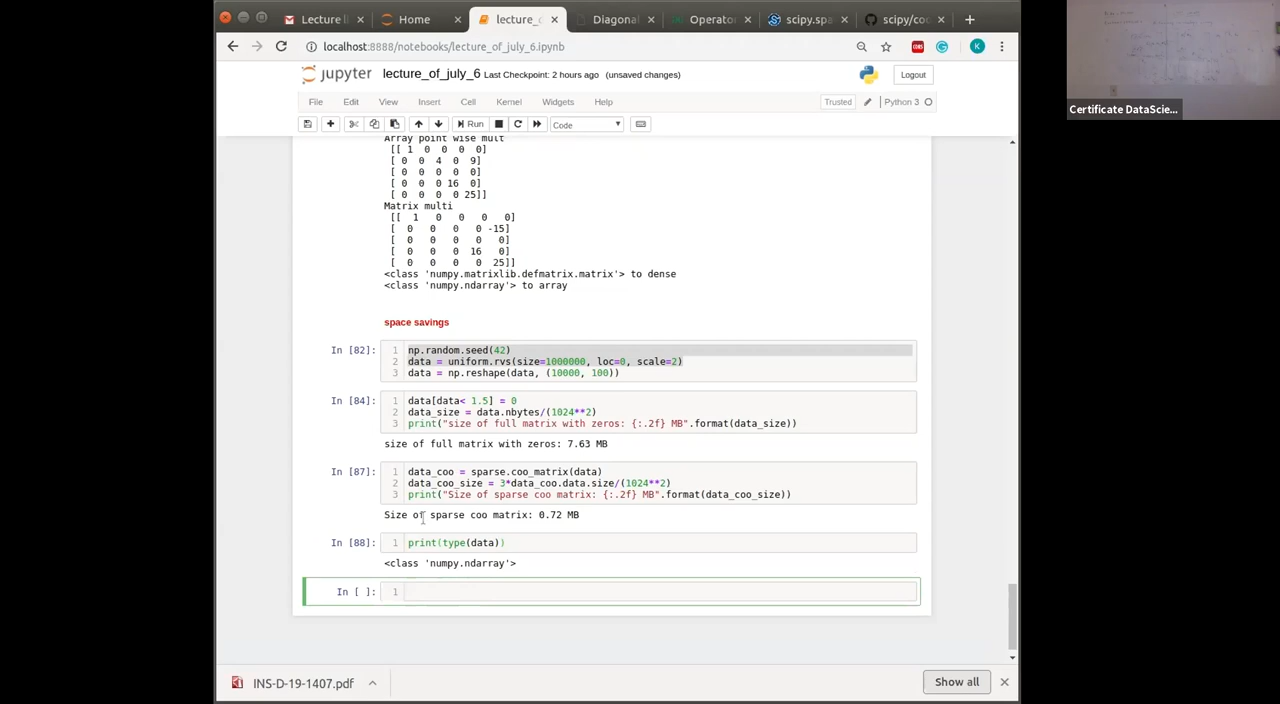 Lecture l
Home
lecture_
Diagonal
Operator
scipy.spa
scipy/coo
localhost:8888/notebooks/lecture_of_july_6.ipynb
K
jupyter lecture_of_july_6 Last Checkpoint: 2 hours ago (unsaved changes)
Logout
File Edit View Insert Cell Kernel Widgets Help
Trusted
Python 3
Run
Code
Array point wise mult
[[ 1 0 0 0 0]
[ 0 0 4 0 9]
[ 0 0 0 0 0]
[ 0 0 0 16 0]
[ 0 0 0 0 25]]
Matrix multi
[[ 1 0 0 0 0]
[ 0 0 0 0 -15]
[ 0 0 0 0 0]
[ 0 0 0 16 0]
[ 0 0 0 0 25]]
<class 'numpy.matrixlib.defmatrix.matrix'> to dense
<class 'numpy.ndarray'> to array
space savings
In [82]:
1 np.random.seed(42)
2 data = uniform.rvs(size=1000000, loc=0, scale=2)
3 data = np.reshape(data, (10000, 100))
In [84]:
1 data[data< 1.5] = 0
2 data_size = data.nbytes/(1024**2)
3 print("size of full matrix with zeros: {:.2f} MB".format(data_size))
size of full matrix with zeros: 7.63 MB
In [87]:
1 data_coo = sparse.coo_matrix(data)
2 data_coo_size = 3*data_coo.data.size/(1024**2)
3 print("Size of sparse coo matrix: {:.2f} MB".format(data_coo_size))
Size of sparse coo matrix: 0.72 MB
In [88]:
1 print(type(data))
<class 'numpy.ndarray'>
In [ ]:
1
INS-D-19-1407.pdf
Show all
Certificate DataScie...